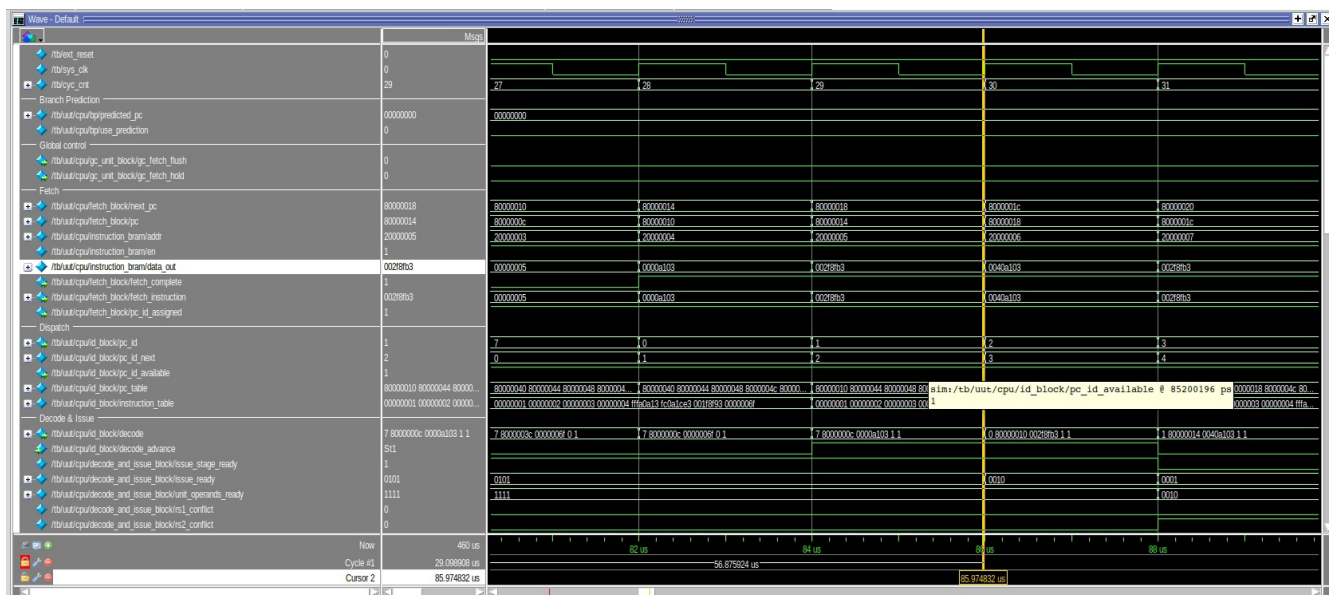 Wave - Default
Msgs
/tb/ext_reset 0
/tb/sys_clk 0
/tb/cyc_cnt 29 27 28 29 30 31
Branch Prediction
/tb/uut/cpu/bp/predicted_pc 00000000 00000000
/tb/uut/cpu/bp/use_prediction 0
Global control
/tb/uut/cpu/gc_unit_block/gc_fetch_flush 0
/tb/uut/cpu/gc_unit_block/gc_fetch_hold 0
Fetch
/tb/uut/cpu/fetch_block/next_pc 80000018 80000010 80000014 80000018 8000001c 80000020
/tb/uut/cpu/fetch_block/pc 80000014 8000000c 80000010 80000014 80000018 8000001c
/tb/uut/cpu/instruction_bram/addr 20000005 20000003 20000004 20000005 20000006 20000007
/tb/uut/cpu/instruction_bram/en 1
/tb/uut/cpu/instruction_bram/data_out 002f8fb3 00000005 0000a103 002f8fb3 0040a103 002f8fb3
/tb/uut/cpu/fetch_block/fetch_complete 1
/tb/uut/cpu/fetch_block/fetch_instruction 002f8fb3 00000005 0000a103 002f8fb3 0040a103 002f8fb3
/tb/uut/cpu/fetch_block/pc_id_assigned 1
Dispatch
/tb/uut/cpu/id_block/pc_id 1 7 0 1 2 3
/tb/uut/cpu/id_block/pc_id_next 2 0 1 2 3 4
/tb/uut/cpu/id_block/pc_id_available 1
/tb/uut/cpu/id_block/pc_table 80000010 80000044 80000... 80000040 80000044 80000048 8000004... 80000040 80000044 80000048 8000004c 80000... 80000010 80000044 80000048 80 sim:/tb/uut/cpu/id_block/pc_id_available @ 85200196 ps 0000018 8000004c 80...
/tb/uut/cpu/id_block/instruction_table 00000001 00000002 00000... 00000001 00000002 00000003 00000004 fffa0a13 fc0a1ce3 001f8f93 0000006f 00000001 00000002 00000003 000 1 000003 00000004 fffa...
Decode & Issue
/tb/uut/cpu/id_block/decode 7 8000000c 0000a103 1 1 7 8000003c 0000006f 0 1 7 8000000c 0000006f 0 1 7 8000000c 0000a103 1 1 0 80000010 002f8fb3 1 1 1 80000014 0040a103 1 1
/tb/uut/cpu/id_block/decode_advance St1
/tb/uut/cpu/decode_and_issue_block/issue_stage_ready 1
/tb/uut/cpu/decode_and_issue_block/issue_ready 0101 0101 0010 0001
/tb/uut/cpu/decode_and_issue_block/unit_operands_ready 1111 1111 0010
/tb/uut/cpu/decode_and_issue_block/rs1_conflict 0
/tb/uut/cpu/decode_and_issue_block/rs2_conflict 0
Now 460 us 82 us 84 us 86 us 88 us
Cycle #1 29.098908 us 56.875924 us
Cursor 2 85.974832 us 85.974832 us